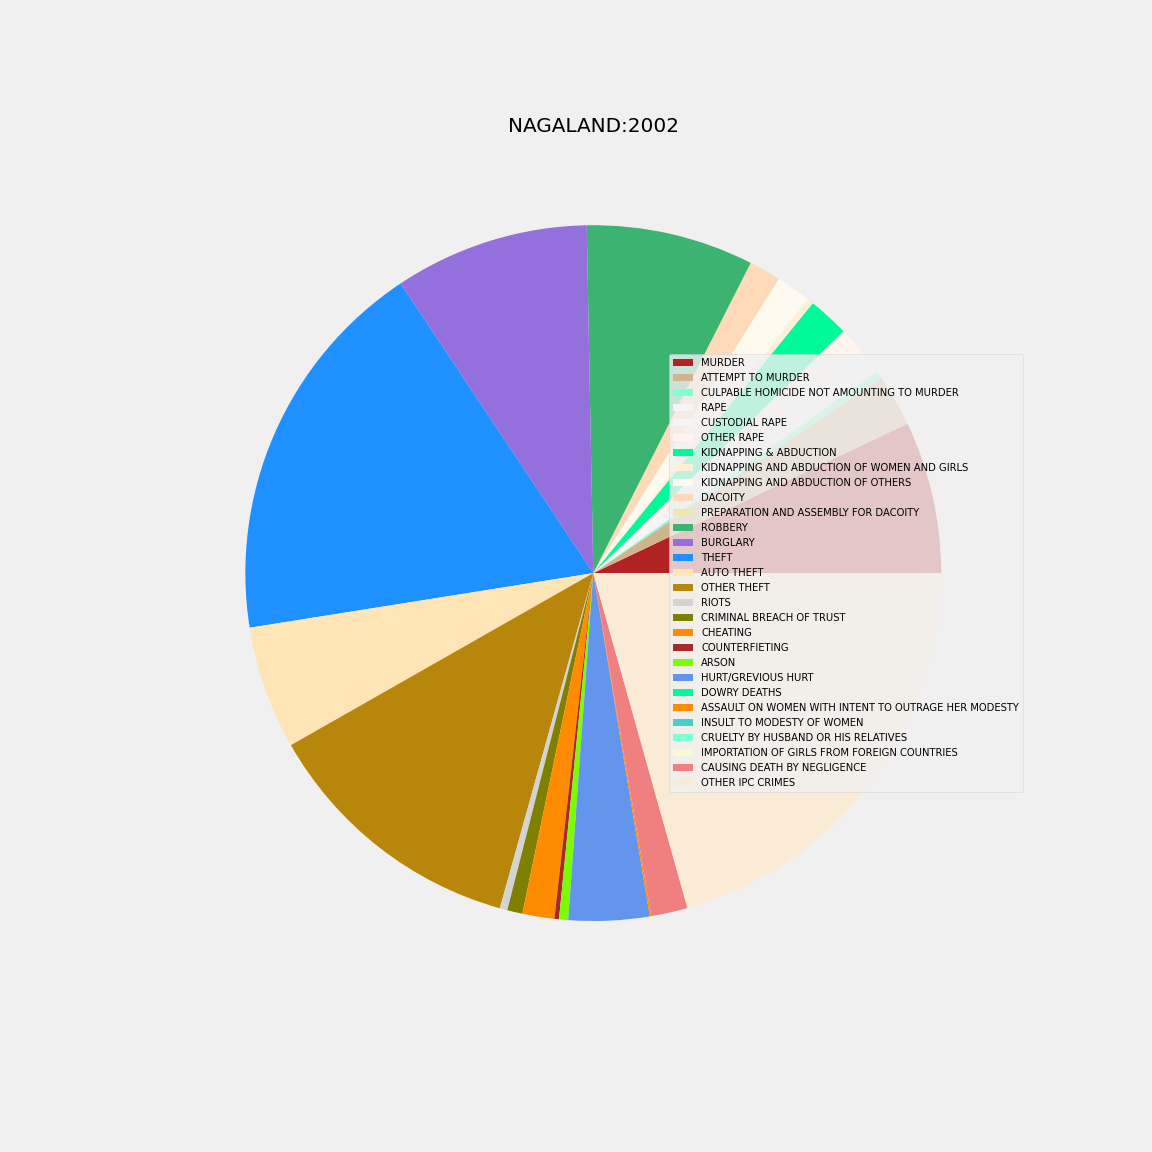 NAGALAND:2002
MURDER
ATTEMPT TO MURDER
CULPABLE HOMICIDE NOT AMOUNTING TO MURDER
RAPE
CUSTODIAL RAPE
OTHER RAPE
KIDNAPPING & ABDUCTION
KIDNAPPING AND ABDUCTION OF WOMEN AND GIRLS
KIDNAPPING AND ABDUCTION OF OTHERS
DACOITY
PREPARATION AND ASSEMBLY FOR DACOITY
ROBBERY
BURGLARY
THEFT
AUTO THEFT
OTHER THEFT
RIOTS
CRIMINAL BREACH OF TRUST
CHEATING
COUNTERFIETING
ARSON
HURT/GREVIOUS HURT
DOWRY DEATHS
ASSAULT ON WOMEN WITH INTENT TO OUTRAGE HER MODESTY
INSULT TO MODESTY OF WOMEN
CRUELTY BY HUSBAND OR HIS RELATIVES
IMPORTATION OF GIRLS FROM FOREIGN COUNTRIES
CAUSING DEATH BY NEGLIGENCE
OTHER IPC CRIMES